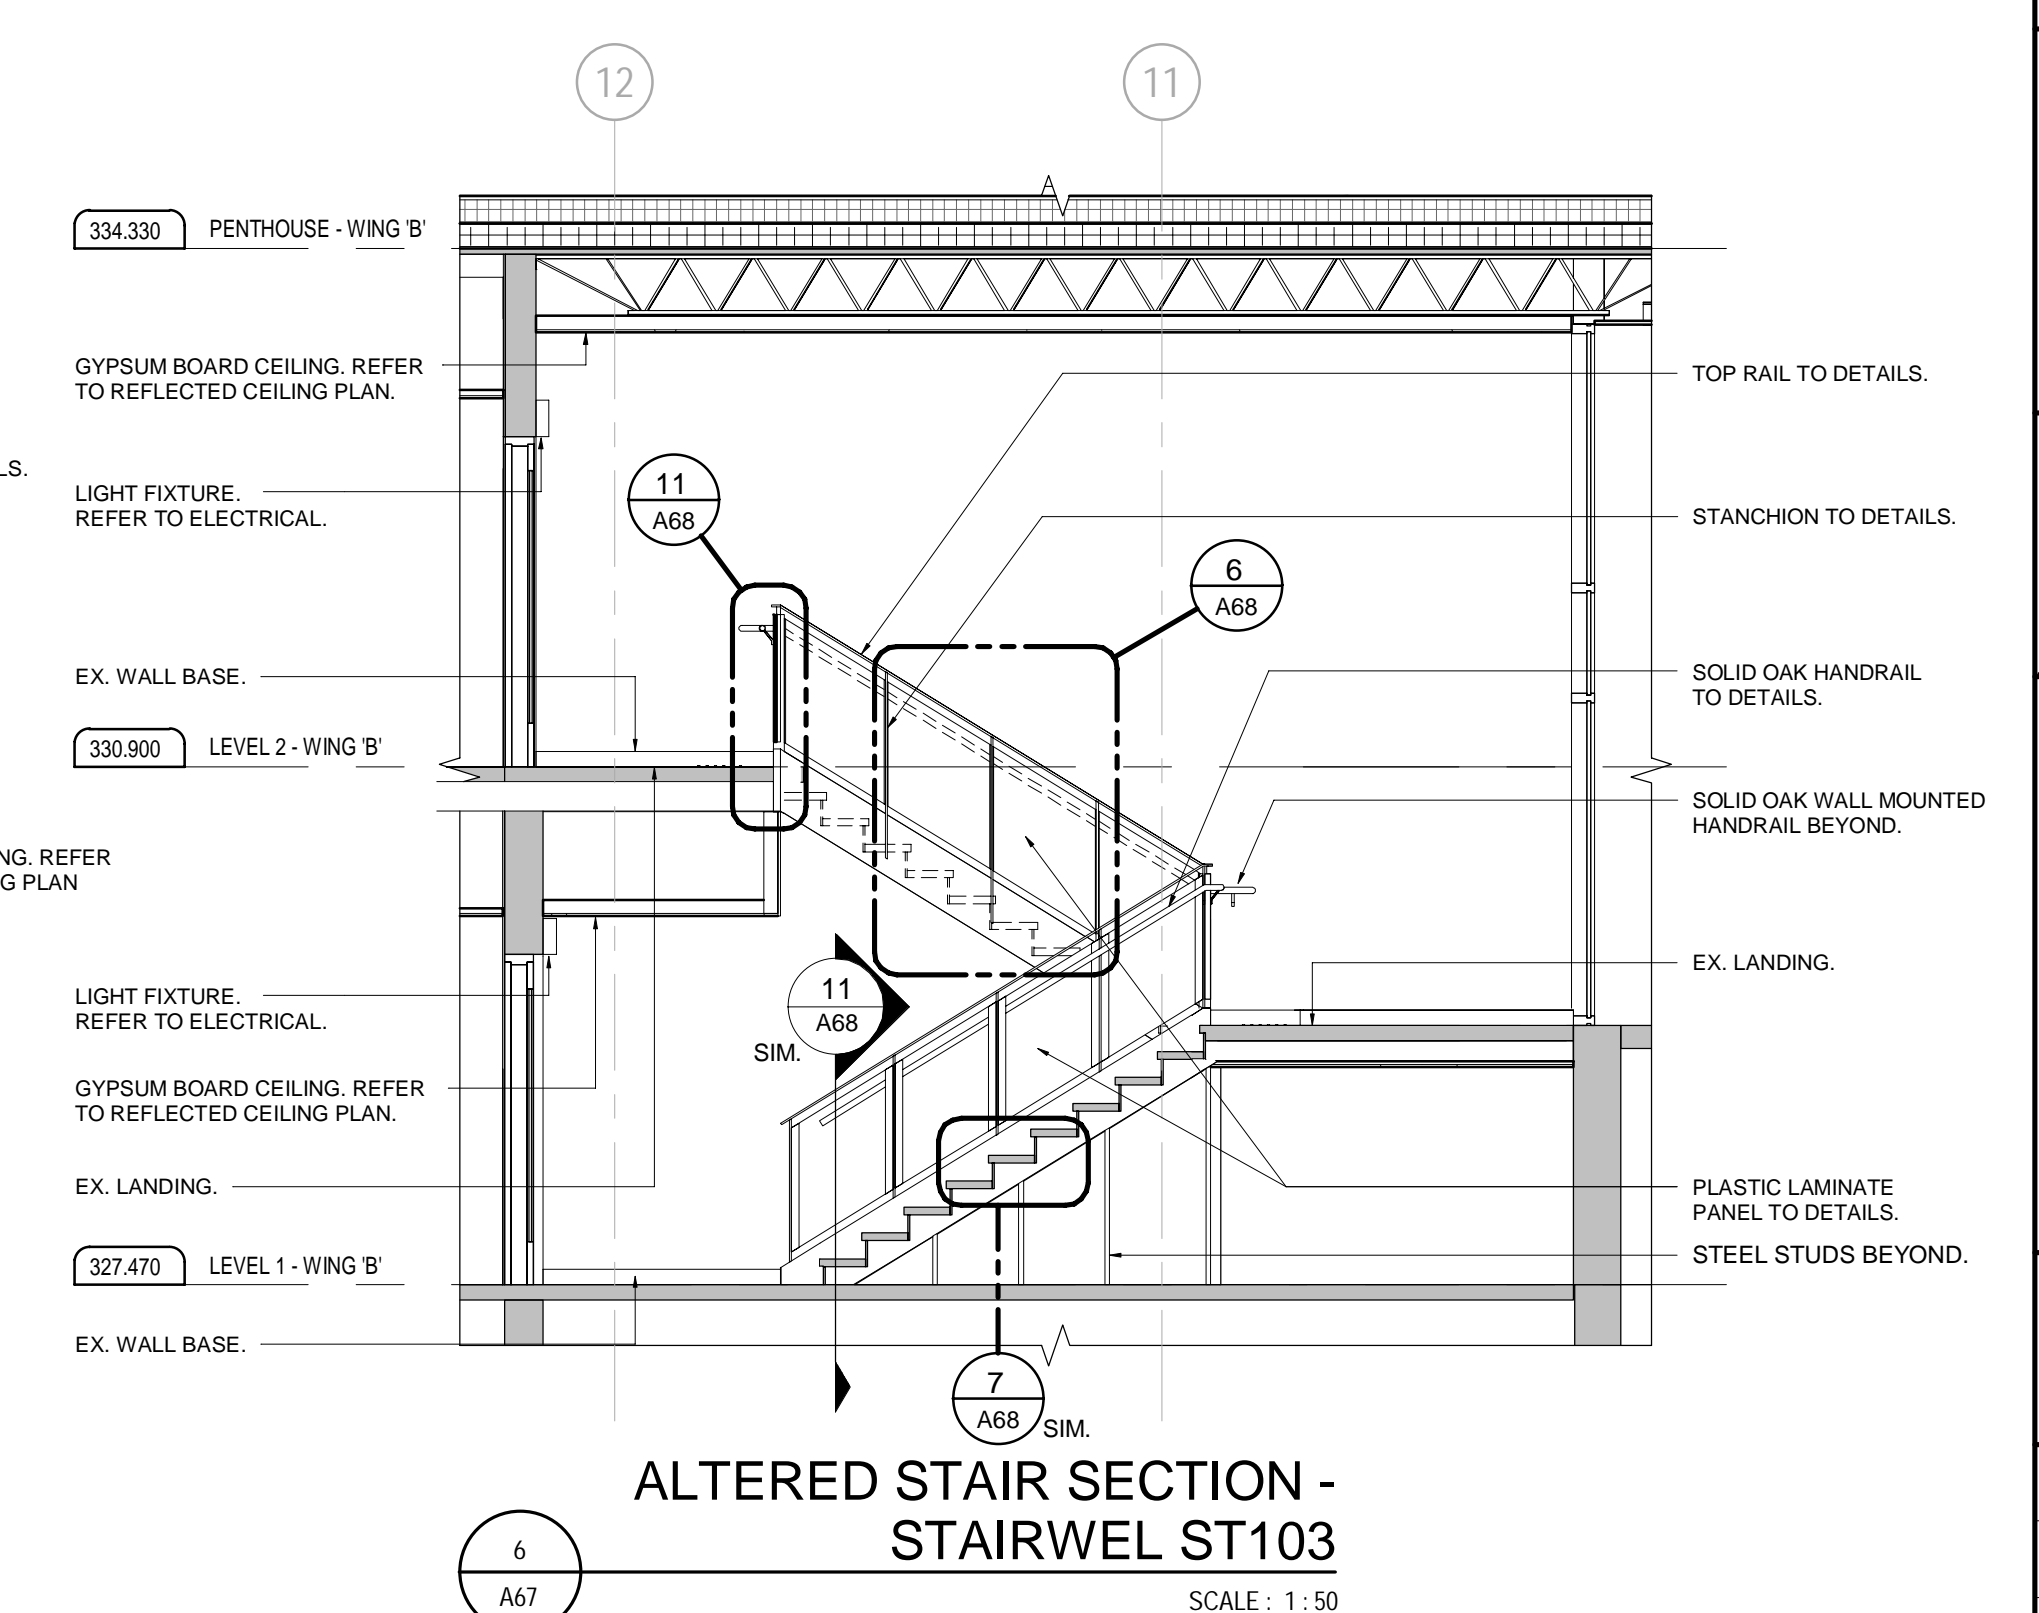 12
11
334.330 PENTHOUSE - WING 'B'
GYPSUM BOARD CEILING. REFER
TO REFLECTED CEILING PLAN.
LS.
LIGHT FIXTURE.
REFER TO ELECTRICAL.
EX. WALL BASE.
330.900 LEVEL 2 - WING 'B'
NG. REFER
G PLAN
LIGHT FIXTURE.
REFER TO ELECTRICAL.
GYPSUM BOARD CEILING. REFER
TO REFLECTED CEILING PLAN.
EX. LANDING.
327.470 LEVEL 1 - WING 'B'
EX. WALL BASE.
11
A68
6
A68
11
A68
SIM.
7
A68
SIM.
TOP RAIL TO DETAILS.
STANCHION TO DETAILS.
SOLID OAK HANDRAIL
TO DETAILS.
SOLID OAK WALL MOUNTED
HANDRAIL BEYOND.
EX. LANDING.
PLASTIC LAMINATE
PANEL TO DETAILS.
STEEL STUDS BEYOND.
ALTERED STAIR SECTION -
STAIRWEL ST103
6
A67
SCALE : 1 : 50